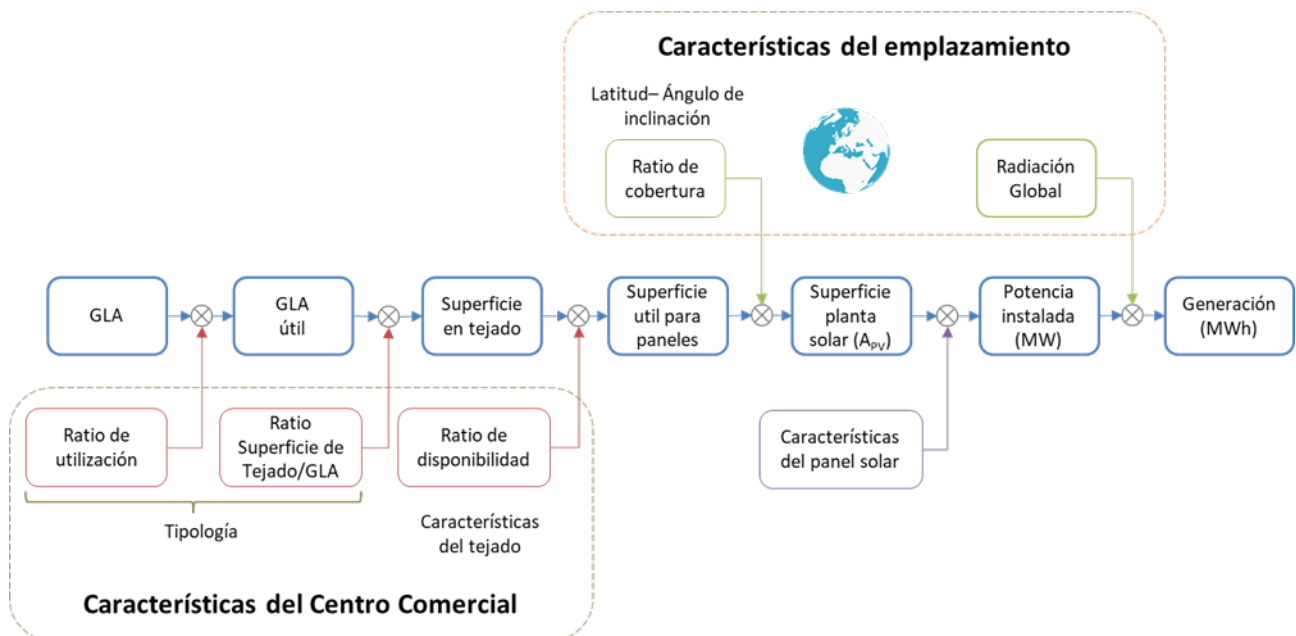 Características del emplazamiento
Latitud– Ángulo de
inclinación
Ratio de
cobertura
Radiación
Global
GLA
GLA
útil
Superficie
en tejado
Superficie
util para
paneles
Superficie
planta
solar (APV)
Potencia
instalada
(MW)
Generación
(MWh)
Ratio de
utilización
Ratio
Superficie de
Tejado/GLA
Ratio de
disponibilidad
Características
del panel solar
Tipología
Características
del tejado
Características del Centro Comercial